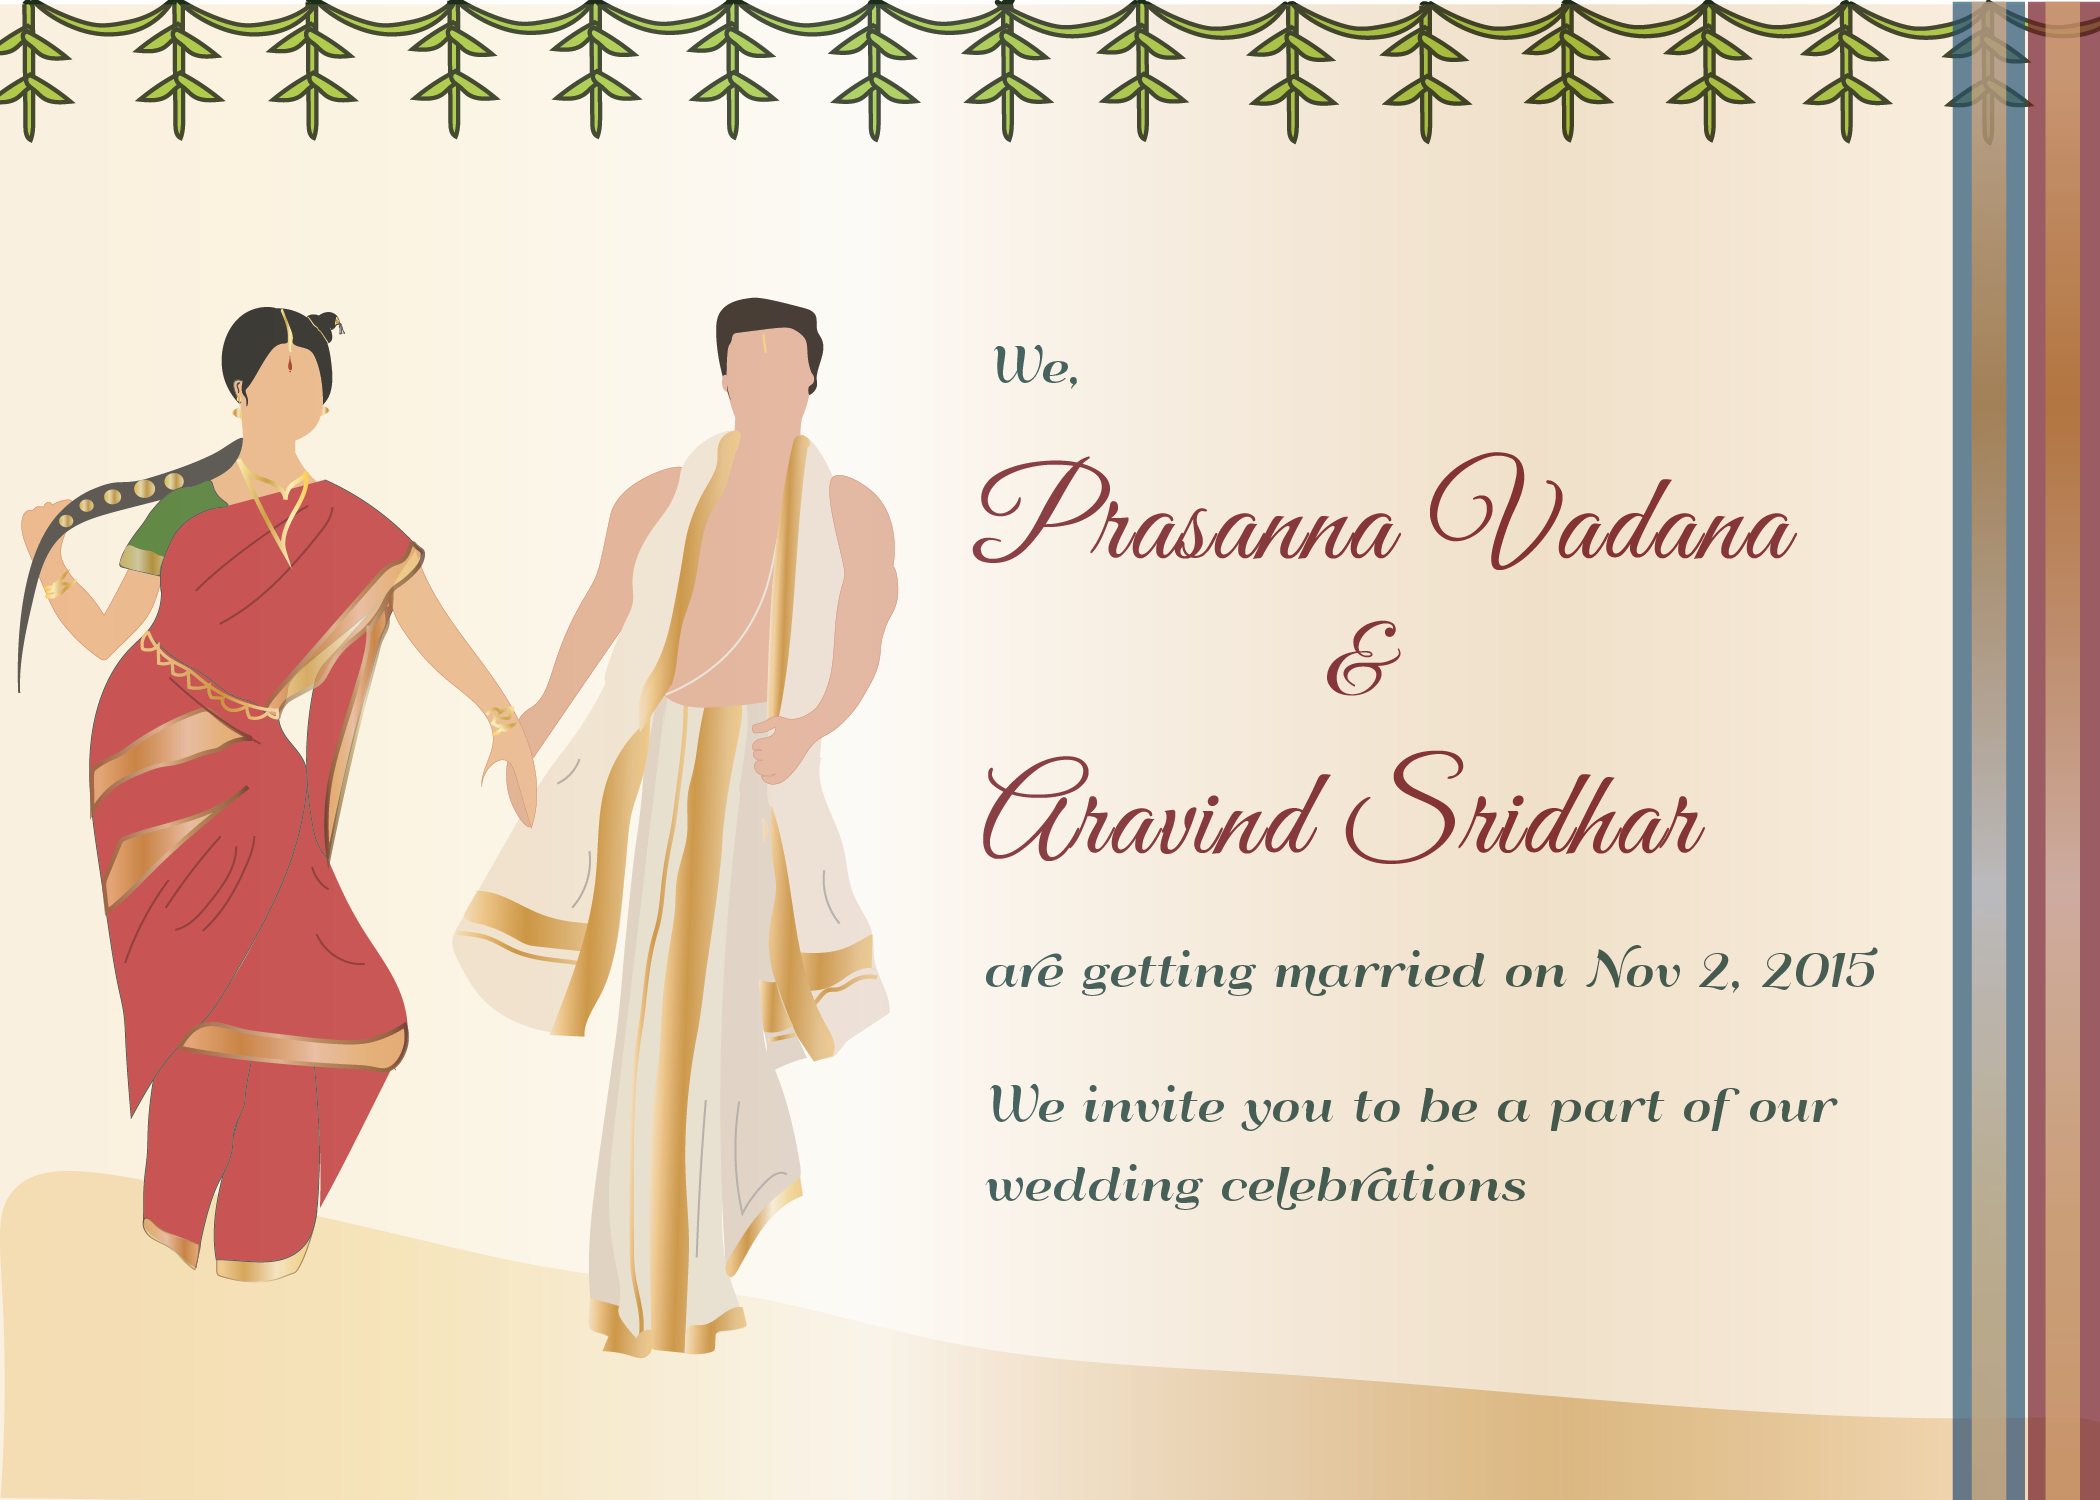 We,
Prasanna Vadana
&
Aravind Sridhar
are getting married on Nov 2, 2015
We invite you to be a part of our
wedding celebrations